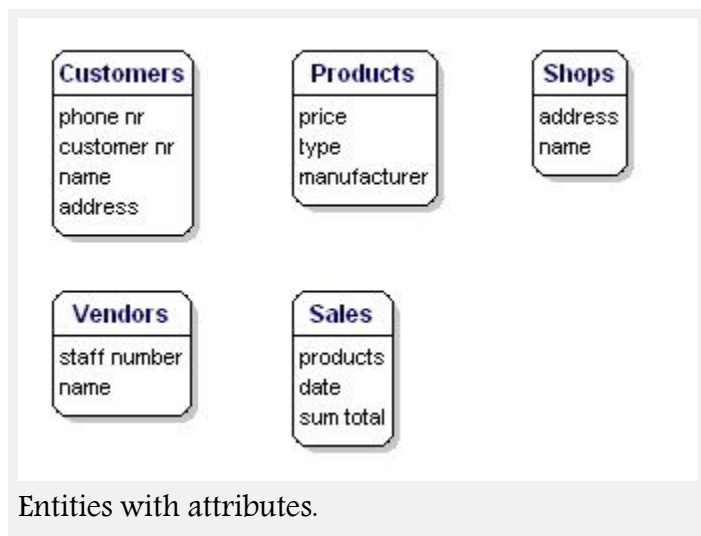 Customers
phone nr
customer nr
name
address
Products
price
type
manufacturer
Shops
address
name
Vendors
staff number
name
Sales
products
date
sum total
Entities with attributes.